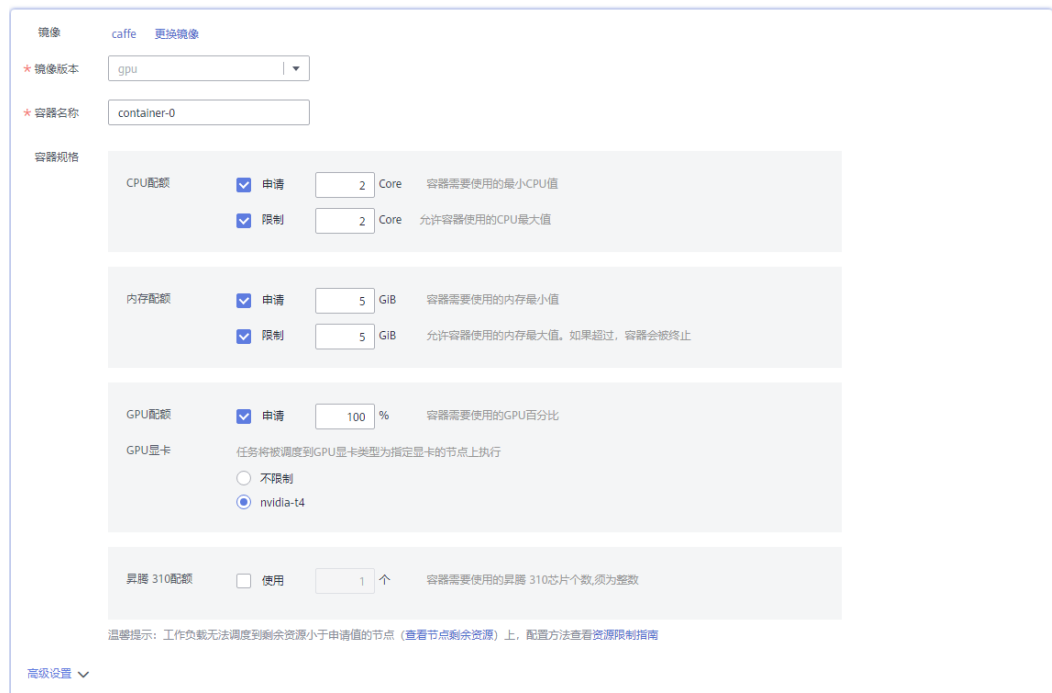 镜像 caffe 更换镜像
* 镜像版本 gpu
* 容器名称 container-0
容器规格
CPU配额 申请 2 Core 容器需要使用的最小CPU值
限制 2 Core 允许容器使用的CPU最大值
内存配额 申请 5 GiB 容器需要使用的内存最小值
限制 5 GiB 允许容器使用的内存最大值。如果超过，容器会被终止
GPU配额 申请 100 % 容器需要使用的GPU百分比
GPU显卡 任务将被调度到GPU显卡类型为指定显卡的节点上执行
不限制
nvidia-t4
昇腾 310配额 使用 1 个 容器需要使用的昇腾 310芯片个数,须为整数
温馨提示：工作负载无法调度到剩余资源小于申请值的节点（查看节点剩余资源）上，配置方法查看资源限制指南
高级设置